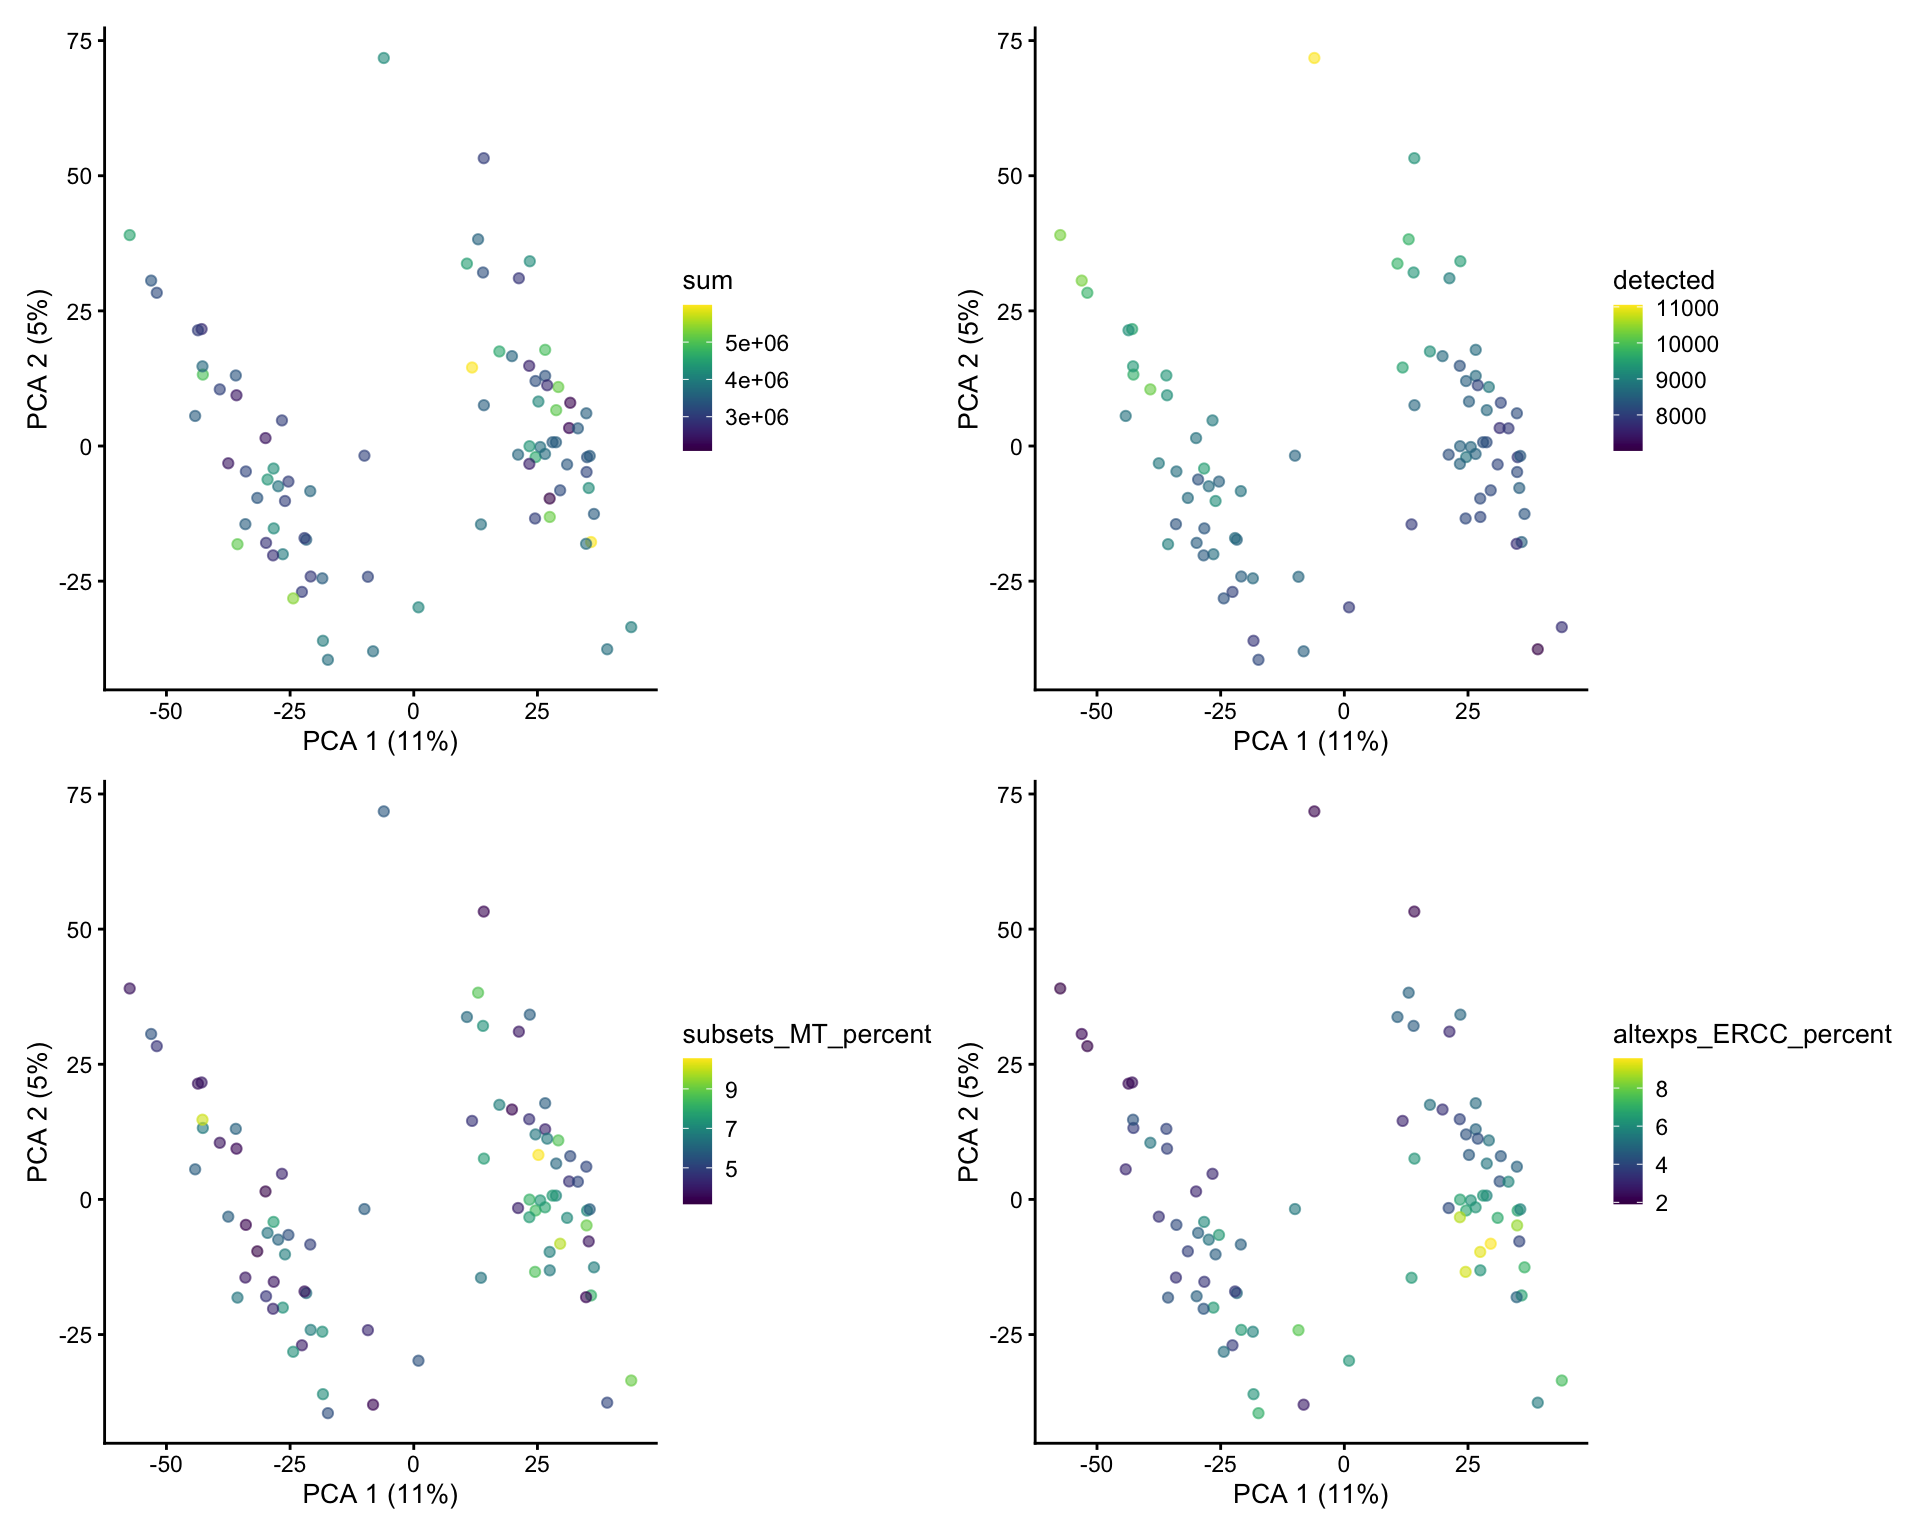 75
50
25
0
-25
PCA 2 (5%)
-50 -25 0 25
PCA 1 (11%)
sum
5e+06
4e+06
3e+06
75
50
25
0
-25
PCA 2 (5%)
-50 -25 0 25
PCA 1 (11%)
detected
11000
10000
9000
8000
75
50
25
0
-25
PCA 2 (5%)
-50 -25 0 25
PCA 1 (11%)
subsets_MT_percent
9
7
5
75
50
25
0
-25
PCA 2 (5%)
-50 -25 0 25
PCA 1 (11%)
altexps_ERCC_percent
8
6
4
2